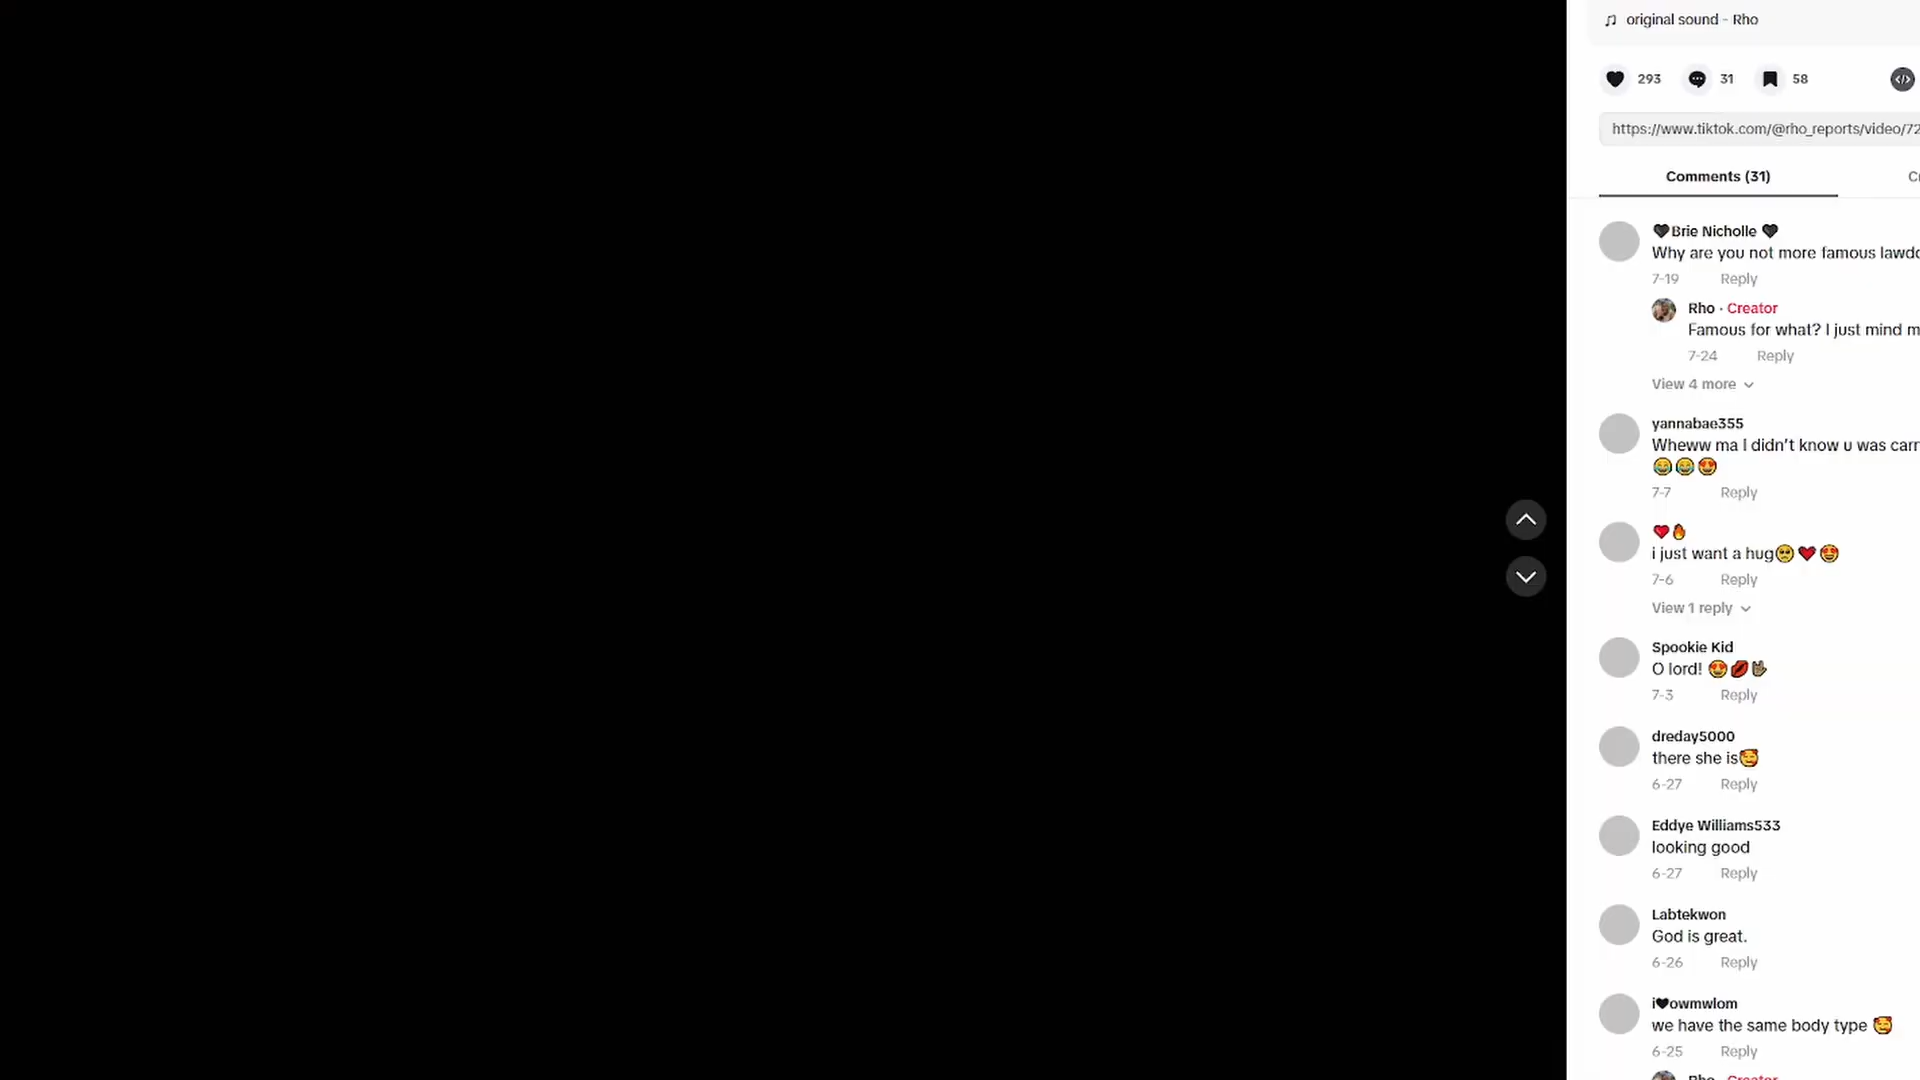 original sound - Rho
293 31 58
https://www.tiktok.com/@rho_reports/video/72
Comments (31)
🖤Brie Nicholle 🖤
Why are you not more famous
7-19 Reply
Rho · Creator
Famous for what? I just mind
7-24 Reply
View 4 more
yannabae355
Wheww ma I didn't know u was
😂😂😍
7-7 Reply
❤️🔥
i just want a hug🥺❤️😍
7-6 Reply
View 1 reply
Spookie Kid
O lord! 😍💋🤟🏽
7-3 Reply
dreday5000
there she is🥰
6-27 Reply
Eddye Williams533
looking good
6-27 Reply
Labtekwon
God is great.
6-26 Reply
i🖤owmwlom
we have the same body type 🥰
6-25 Reply
Rho · Creator